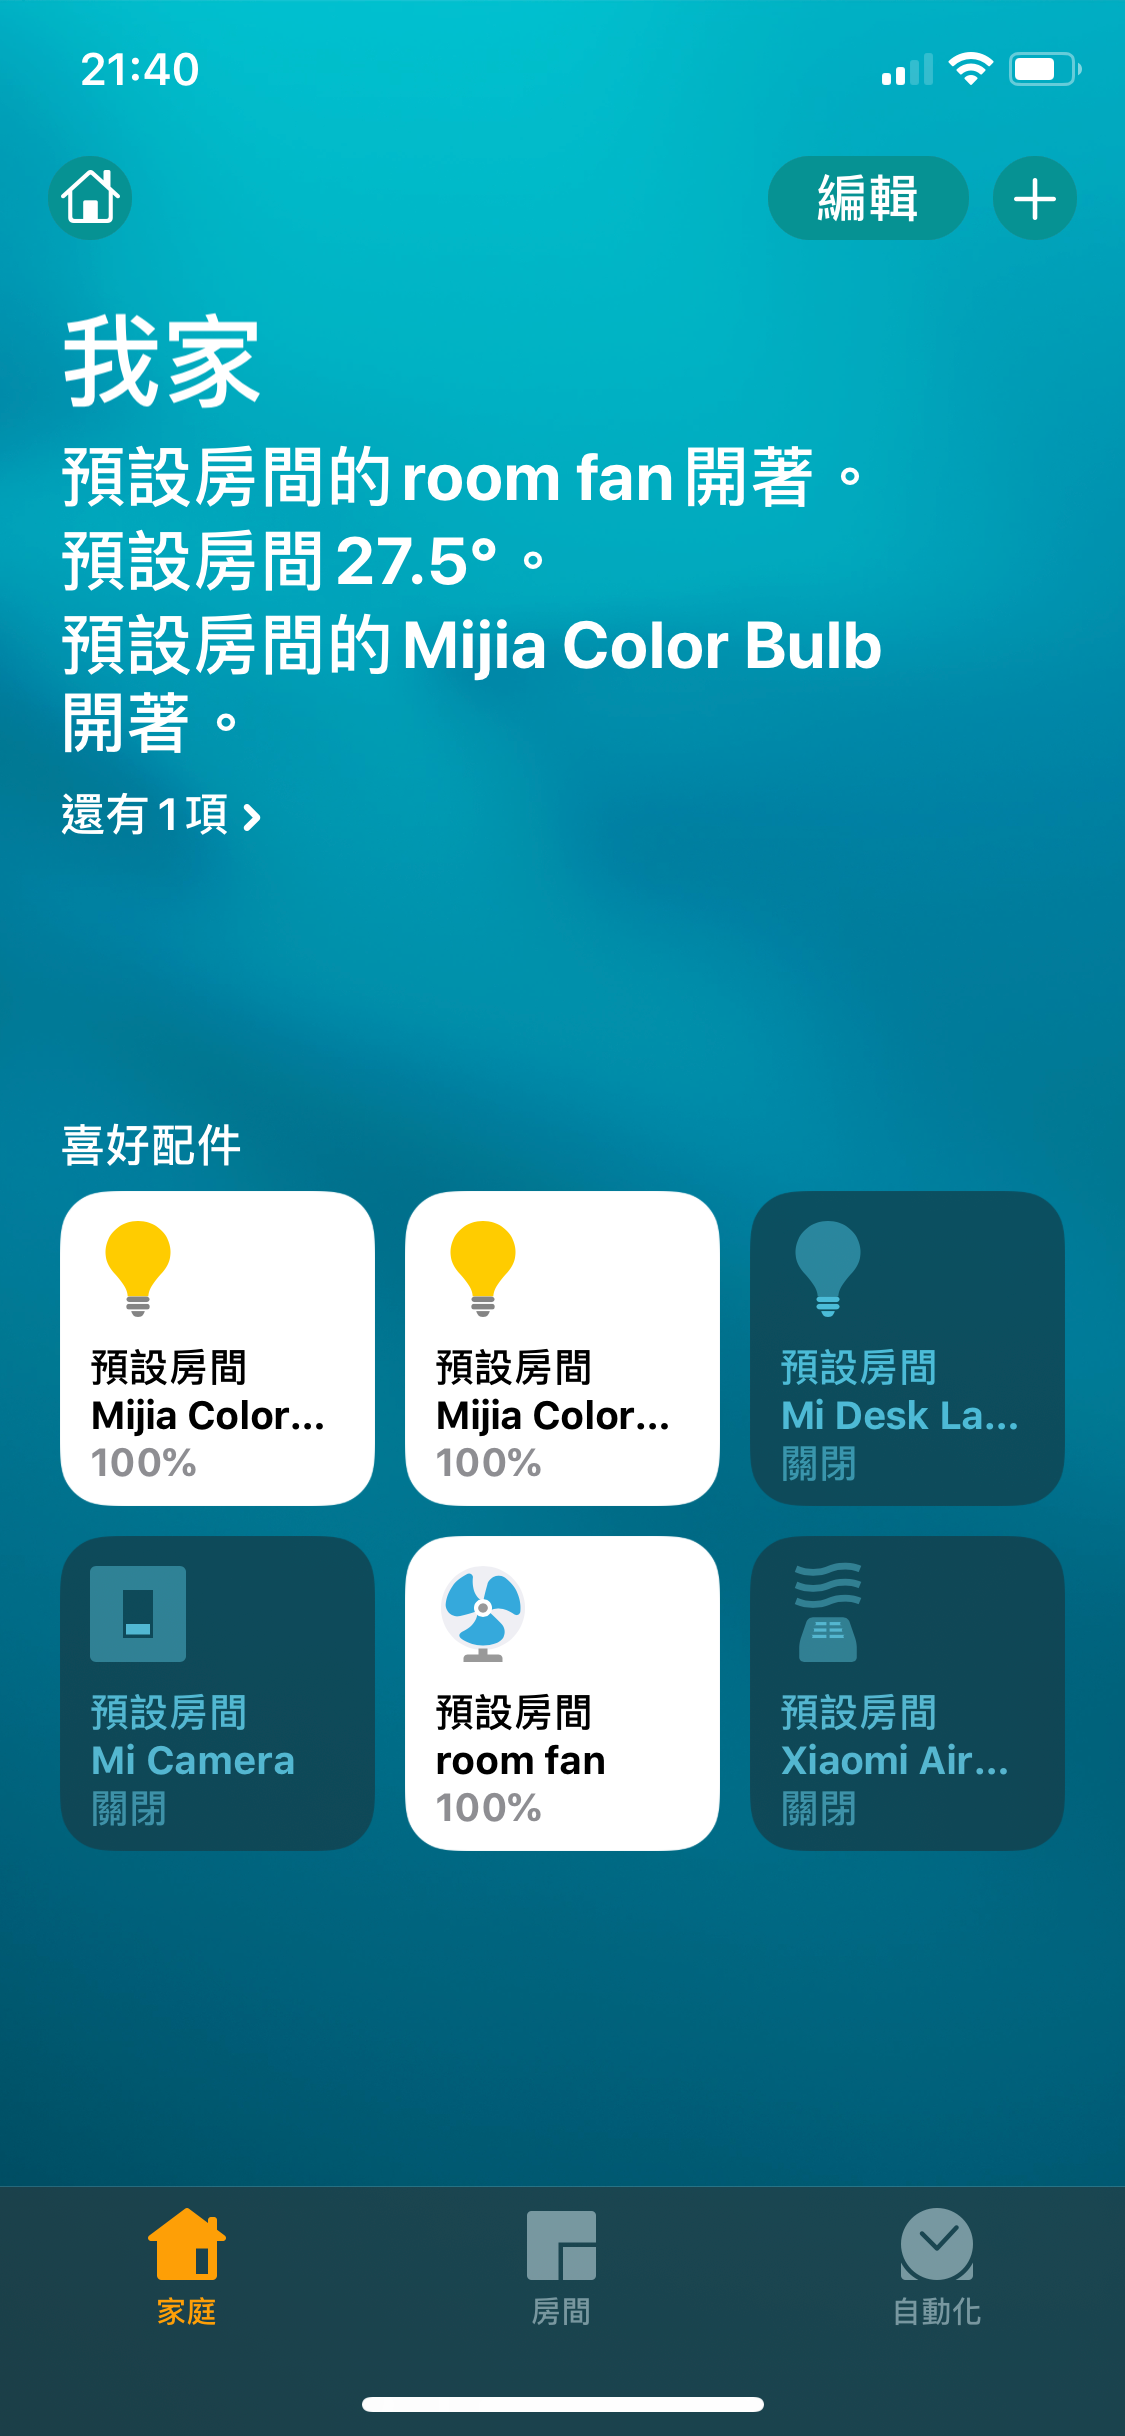 21:40
編輯
我家
預設房間的room fan開著。
預設房間27.5°。
預設房間的Mijia Color Bulb
開著。
還有1項
喜好配件
預設房間
Mijia Color...
100%
預設房間
Mijia Color...
100%
預設房間
Mi Desk La...
關閉
預設房間
Mi Camera
關閉
預設房間
room fan
100%
預設房間
Xiaomi Air...
關閉
家庭
房間
自動化